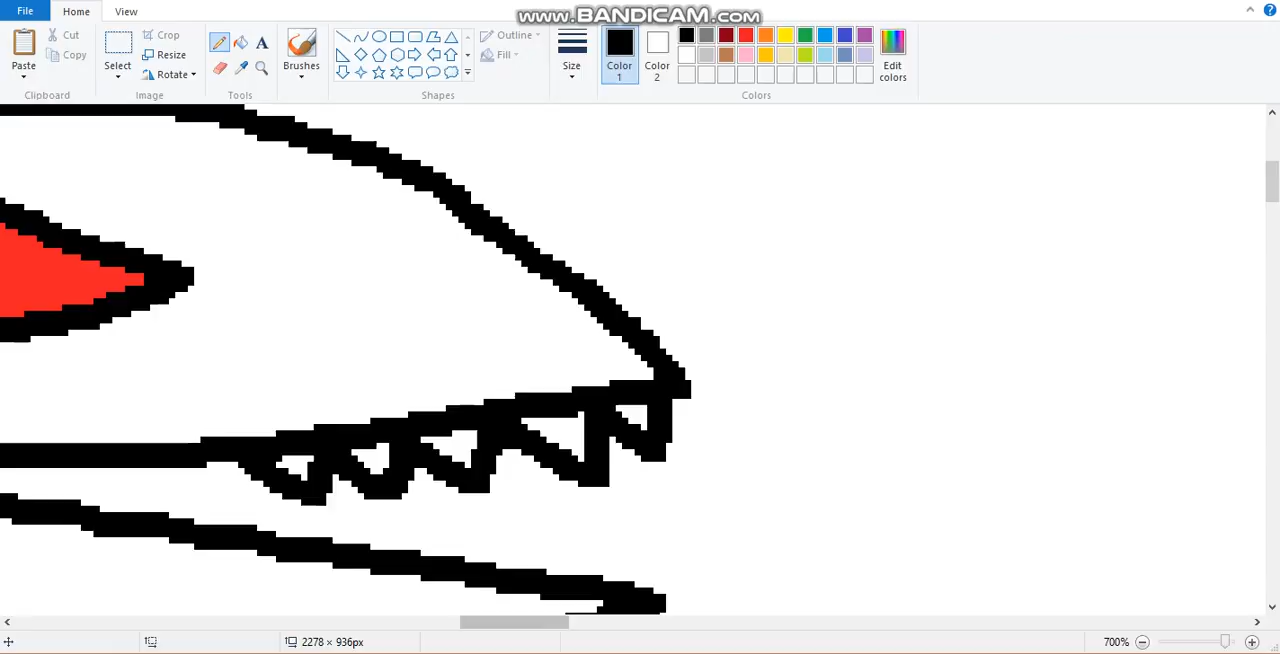 www.BANDICAM.com
File Home View
Paste Cut Copy
Clipboard
Select Crop Resize Rotate
Image
A
Tools
Brushes
Outline Fill
Shapes
Size
Color 1
Color 2
Edit colors
Colors
2278 × 936px
700%